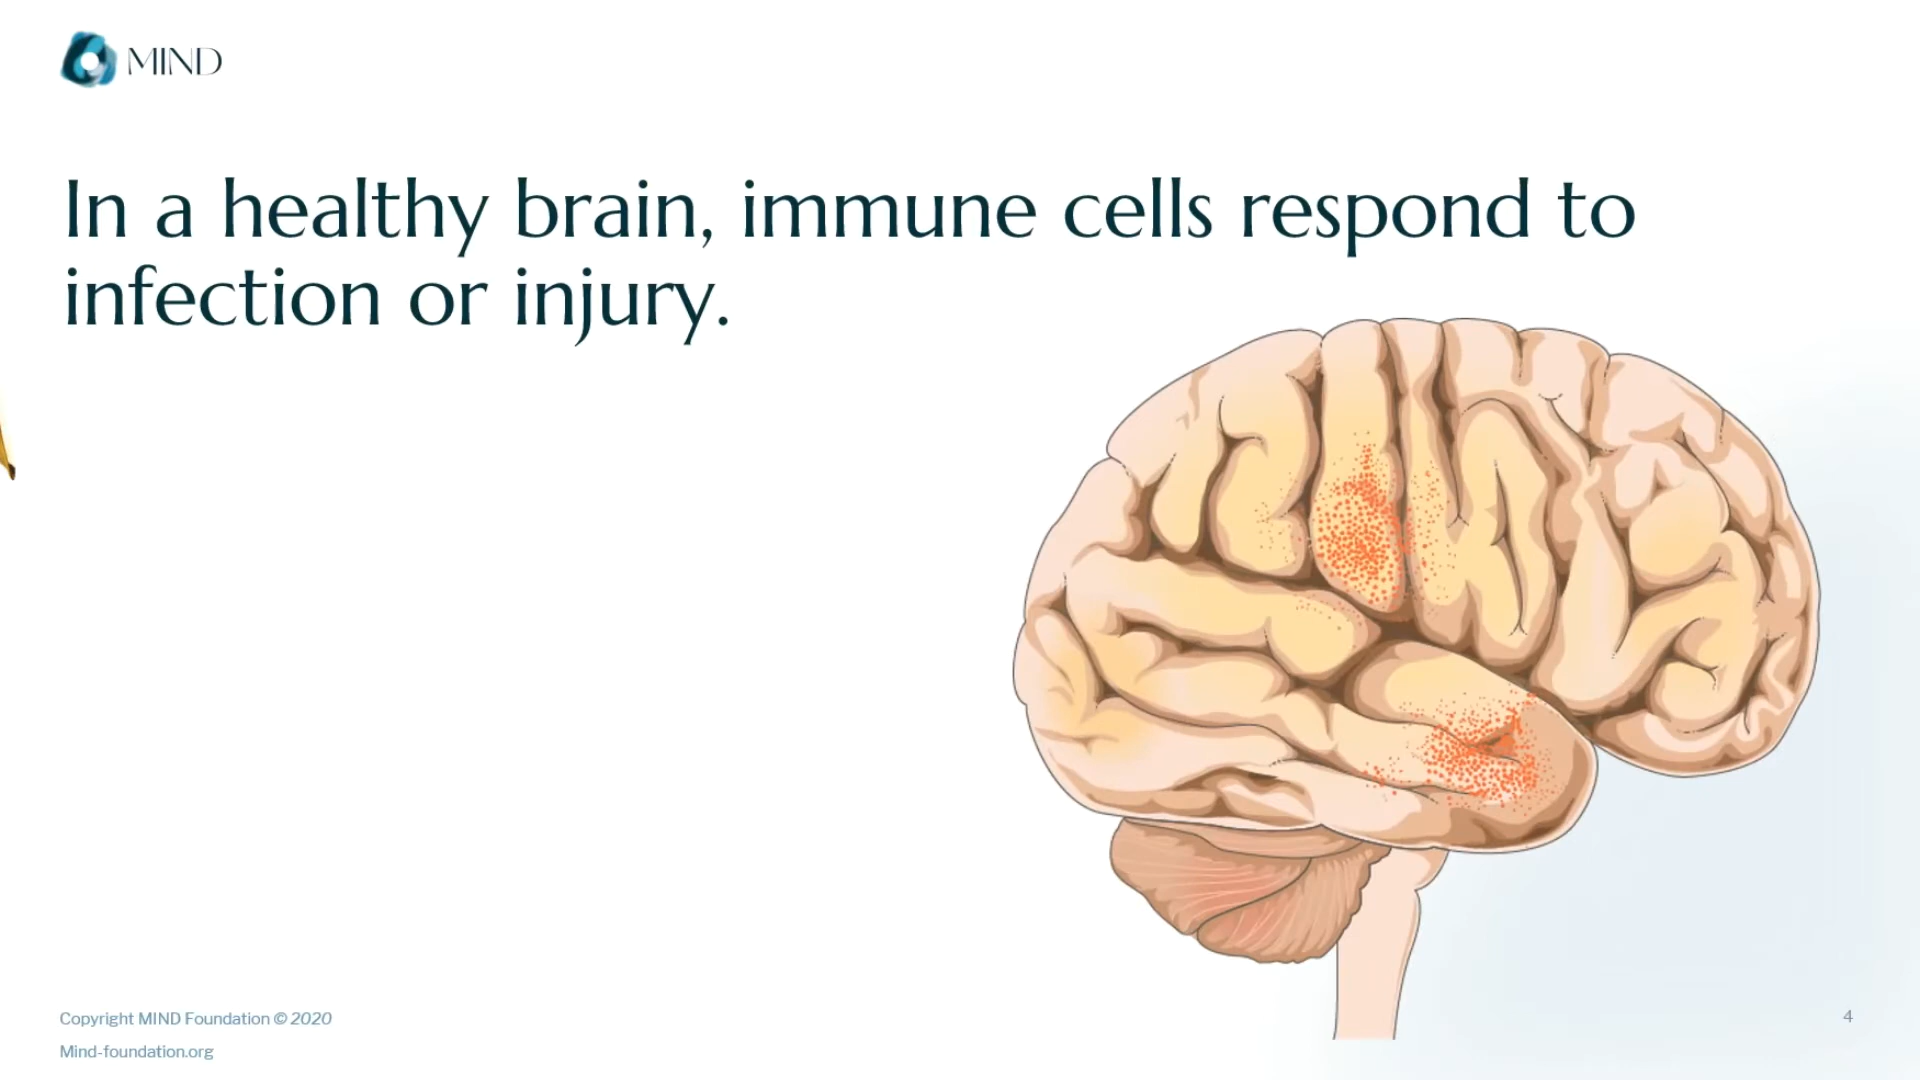 MIND
In a healthy brain, immune cells respond to
infection or injury.
Copyright MIND Foundation © 2020
Mind-foundation.org
4